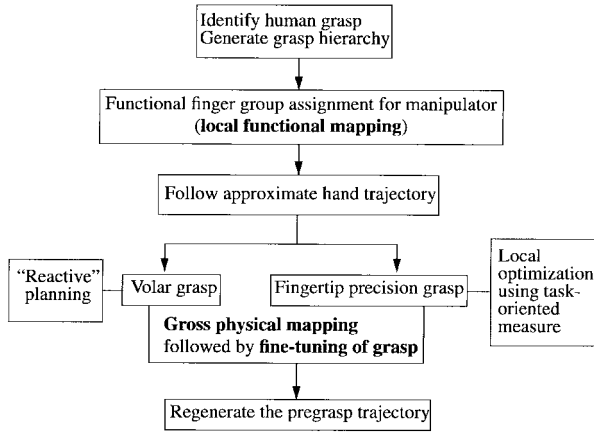 Identify human grasp
Generate grasp hierarchy
Functional finger group assignment for manipulator
(local functional mapping)
Follow approximate hand trajectory
“Reactive”
planning
Volar grasp
Fingertip precision grasp
Local
optimization
using task-
oriented
measure
Gross physical mapping
followed by fine-tuning of grasp
Regenerate the pregrasp trajectory